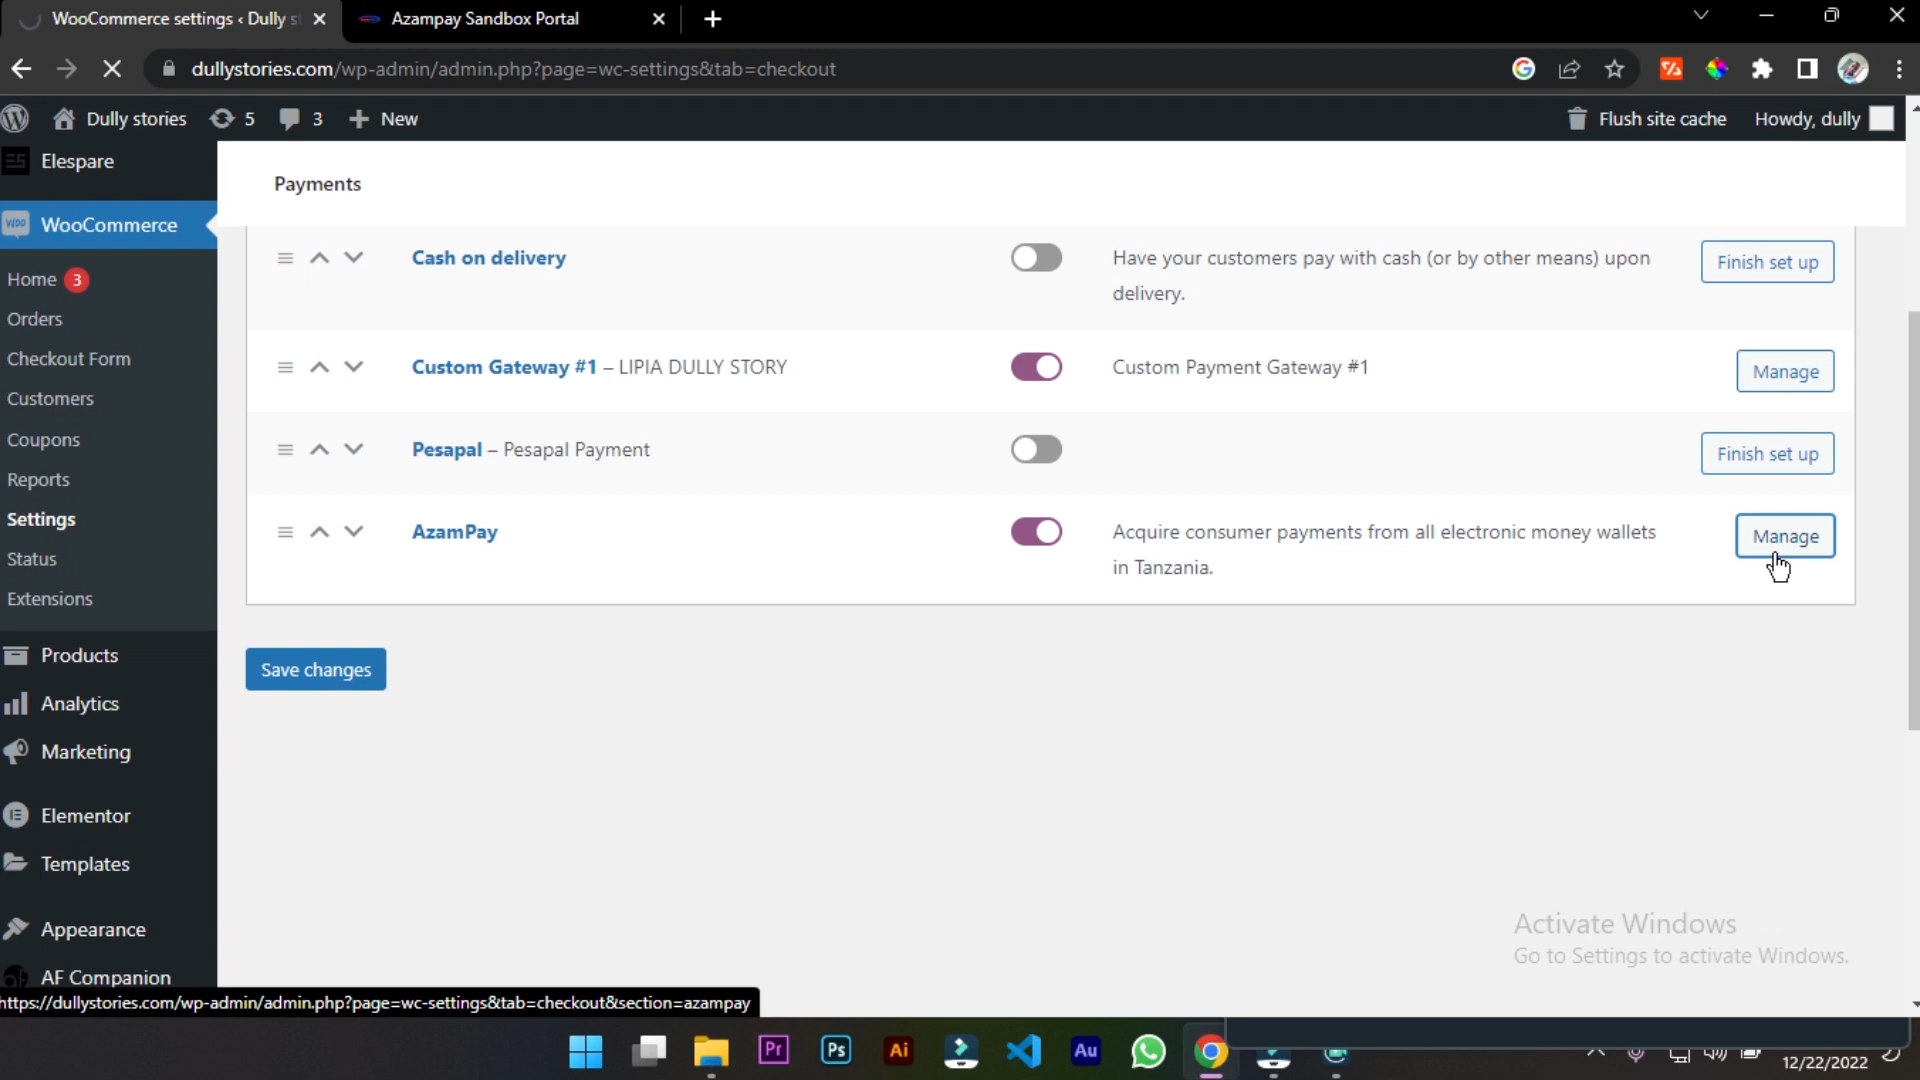 WooCommerce settings ‹ Dully s
Azampay Sandbox Portal
dullystories.com/wp-admin/admin.php?page=wc-settings&tab=checkout
Dully stories
5
3
New
Flush site cache
Howdy, dully
Elespare
Payments
WooCommerce
Cash on delivery
Have your customers pay with cash (or by other means) upon
delivery.
Finish set up
Home 3
Orders
Checkout Form
Custom Gateway #1 – LIPIA DULLY STORY
Custom Payment Gateway #1
Manage
Customers
Coupons
Pesapal – Pesapal Payment
Finish set up
Reports
Settings
AzamPay
Acquire consumer payments from all electronic money wallets
in Tanzania.
Manage
Status
Extensions
Products
Save changes
Analytics
Marketing
Elementor
Templates
Appearance
AF Companion
Activate Windows
Go to Settings to activate Windows.
https://dullystories.com/wp-admin/admin.php?page=wc-settings&tab=checkout&section=azampay
Pr
Ps
Ai
Au
12/22/2022